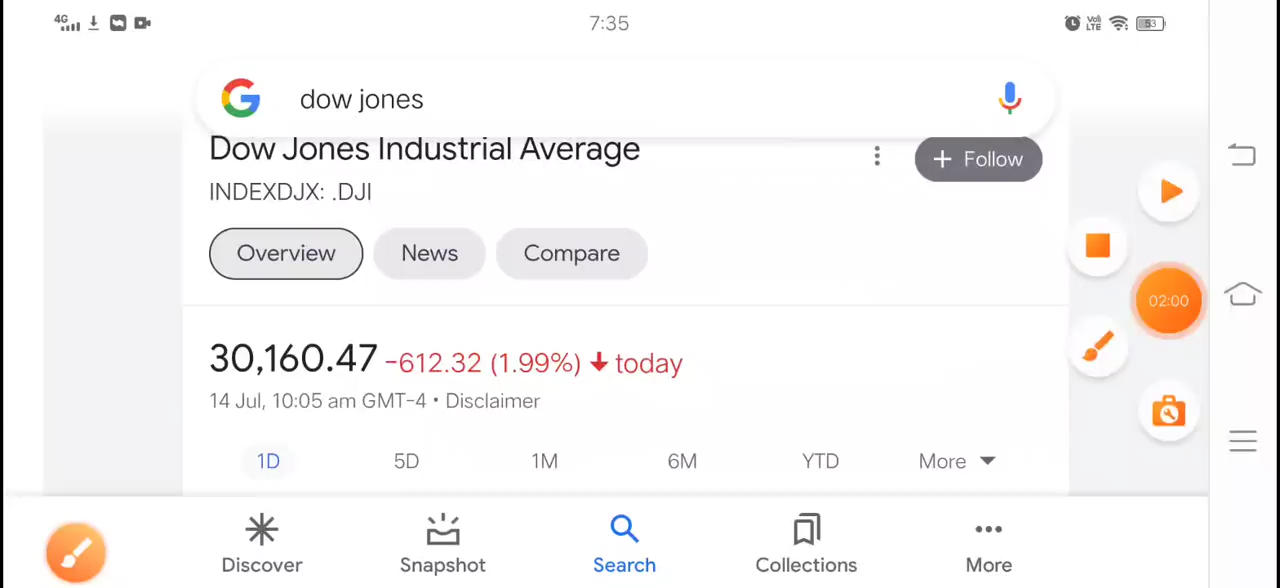 4G 7:35 VoLTE 53
dow jones
Dow Jones Industrial Average
+ Follow
INDEXDJX: .DJI
Overview News Compare
02:00
30,160.47 -612.32 (1.99%) ↓ today
14 Jul, 10:05 am GMT-4 • Disclaimer
1D 5D 1M 6M YTD More
Discover Snapshot Search Collections More